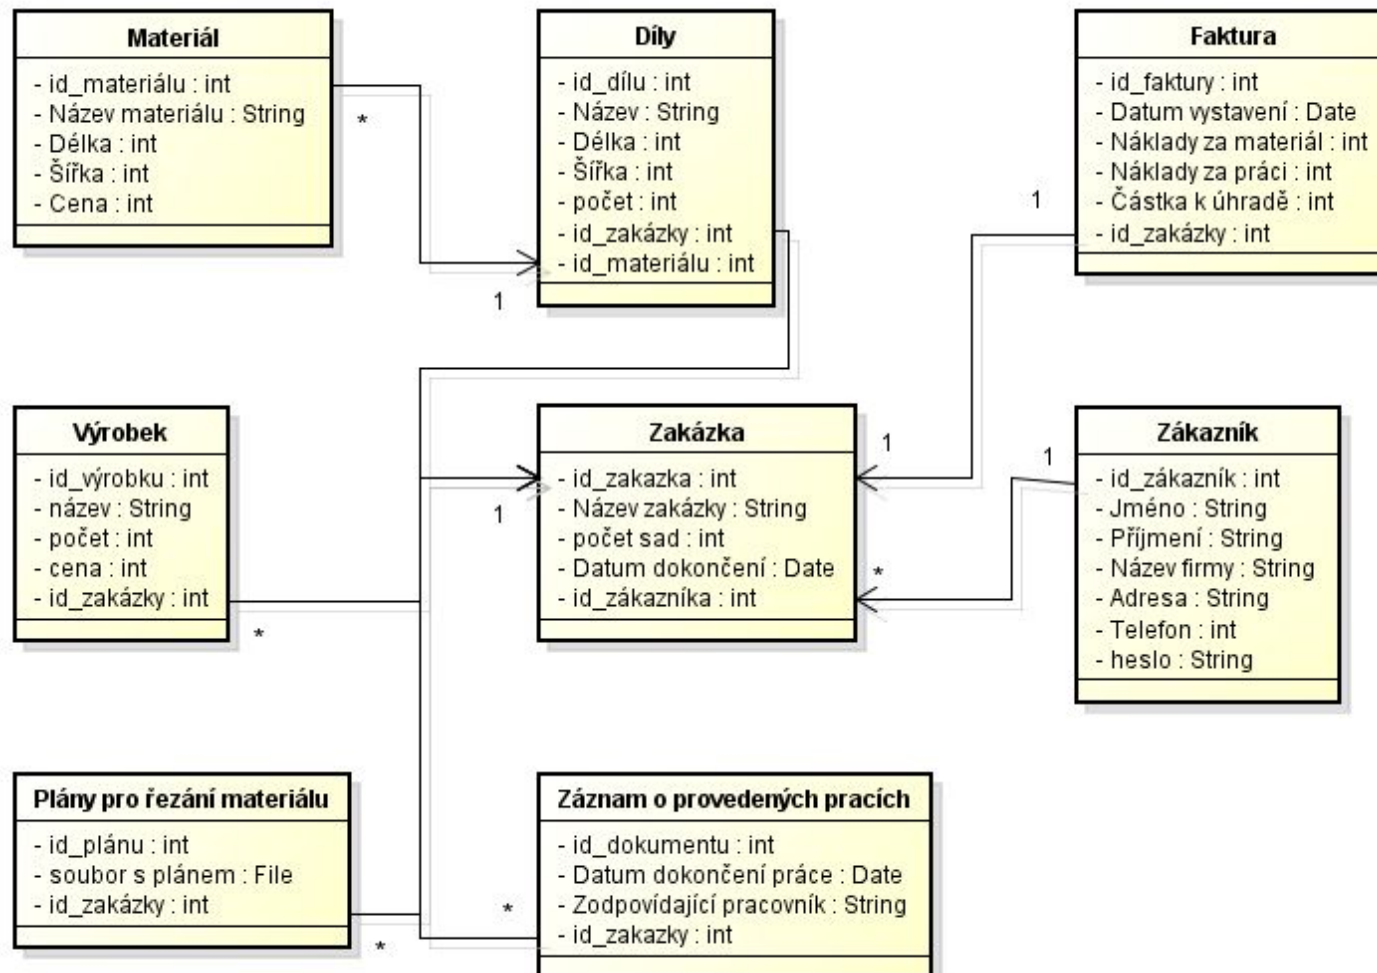 Materiál
- id_materiálu : int
- Název materiálu : String
- Délka : int
- Šířka : int
- Cena : int
*
Díly
- id_dílu : int
- Název : String
- Délka : int
- Šířka : int
- počet : int
- id_zakázky : int
- id_materiálu : int
1
Faktura
- id_faktury : int
- Datum vystavení : Date
- Náklady za materiál : int
- Náklady za práci : int
- Částka k úhradě : int
- id_zakázky : int
1
Výrobek
- id_výrobku : int
- název : String
- počet : int
- cena : int
- id_zakázky : int
*
Zakázka
- id_zakazka : int
- Název zakázky : String
- počet sad : int
- Datum dokončení : Date
- id_zákazníka : int
1
1
*
Zákazník
- id_zákazník : int
- Jméno : String
- Příjmení : String
- Název firmy : String
- Adresa : String
- Telefon : int
- heslo : String
1
Plány pro řezání materiálu
- id_plánu : int
- soubor s plánem : File
- id_zakázky : int
*
Záznam o provedených pracích
- id_dokumentu : int
- Datum dokončení práce : Date
- Zodpovídající pracovník : String
- id_zakazky : int
*